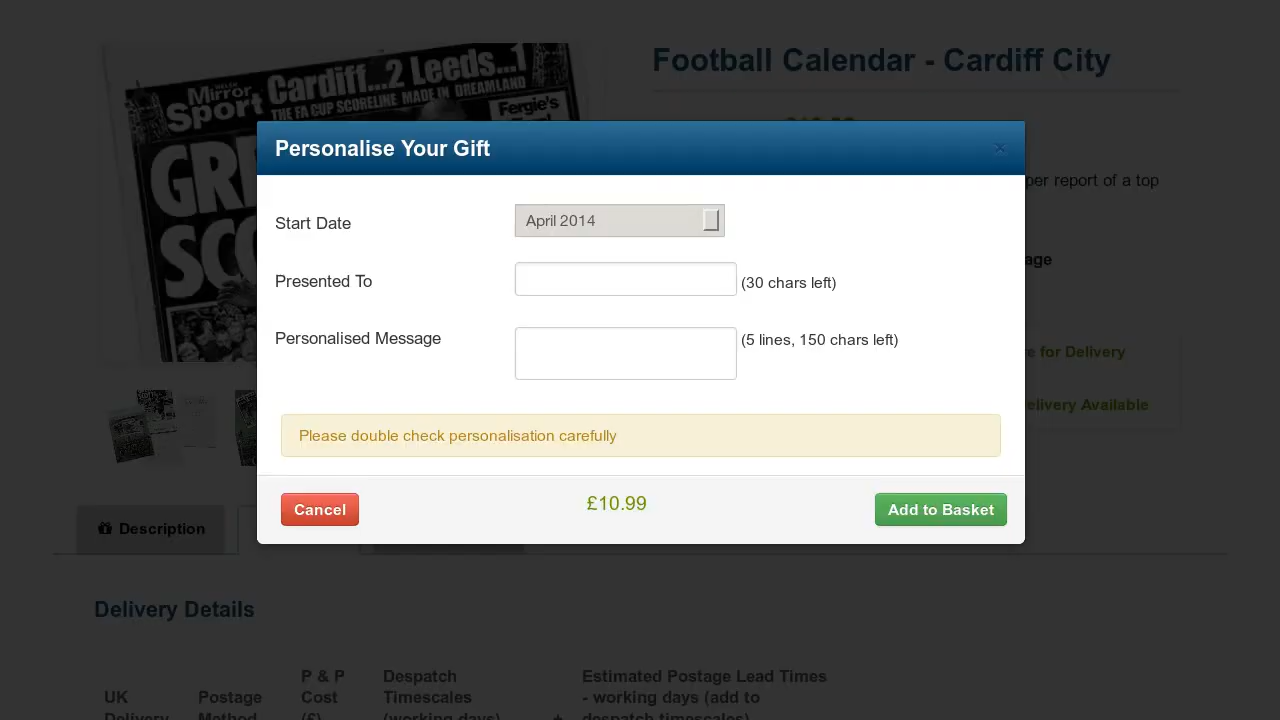 Football Calendar - Cardiff City
Cardiff...2 Leeds...1
Mirror
Sport
THE FA CUP SCORELINE MADE IN DREAMLAND
Fergie's
Personalise Your Gift
×
per report of a top
Start Date
April 2014
Presented To
(30 chars left)
age
Personalised Message
(5 lines, 150 chars left)
e for Delivery
elivery Available
Please double check personalisation carefully
Cancel
£10.99
Add to Basket
Description
Delivery Details
UK
Delivery
Postage
Method
P & P
Cost
(£)
Despatch
Timescales
(working days)
+
Estimated Postage Lead Times
- working days (add to
despatch timescales)